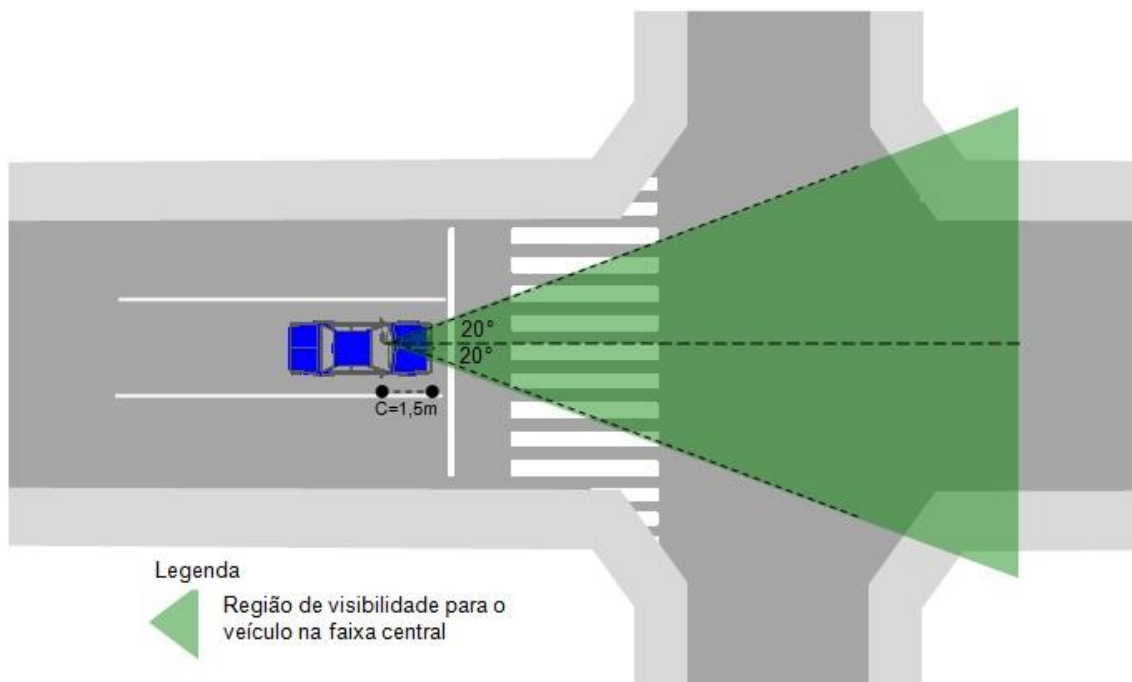 20°
20°
C=1,5m
Legenda
Região de visibilidade para o
veículo na faixa central